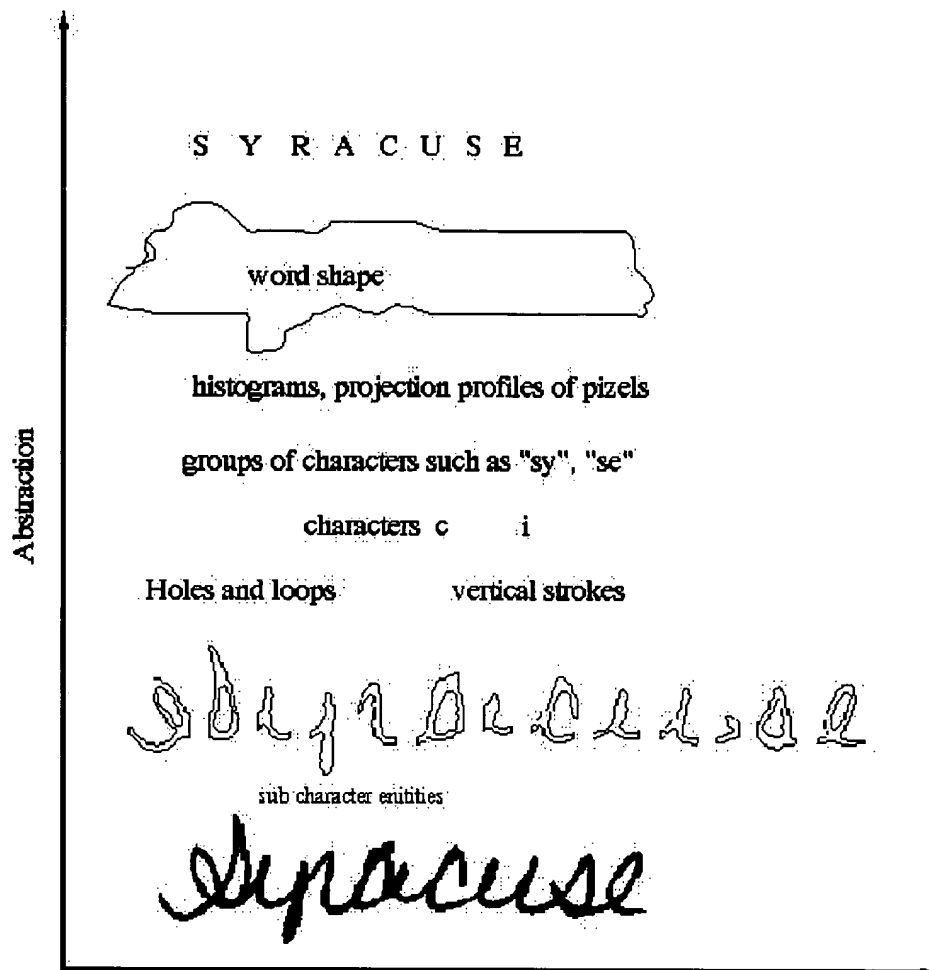 S Y R A C U S E
word shape
histograms, projection profiles of pizels
groups of characters such as "sy", "se"
characters c i
Holes and loops vertical strokes
sub character enitities
Syracuse
Abstraction